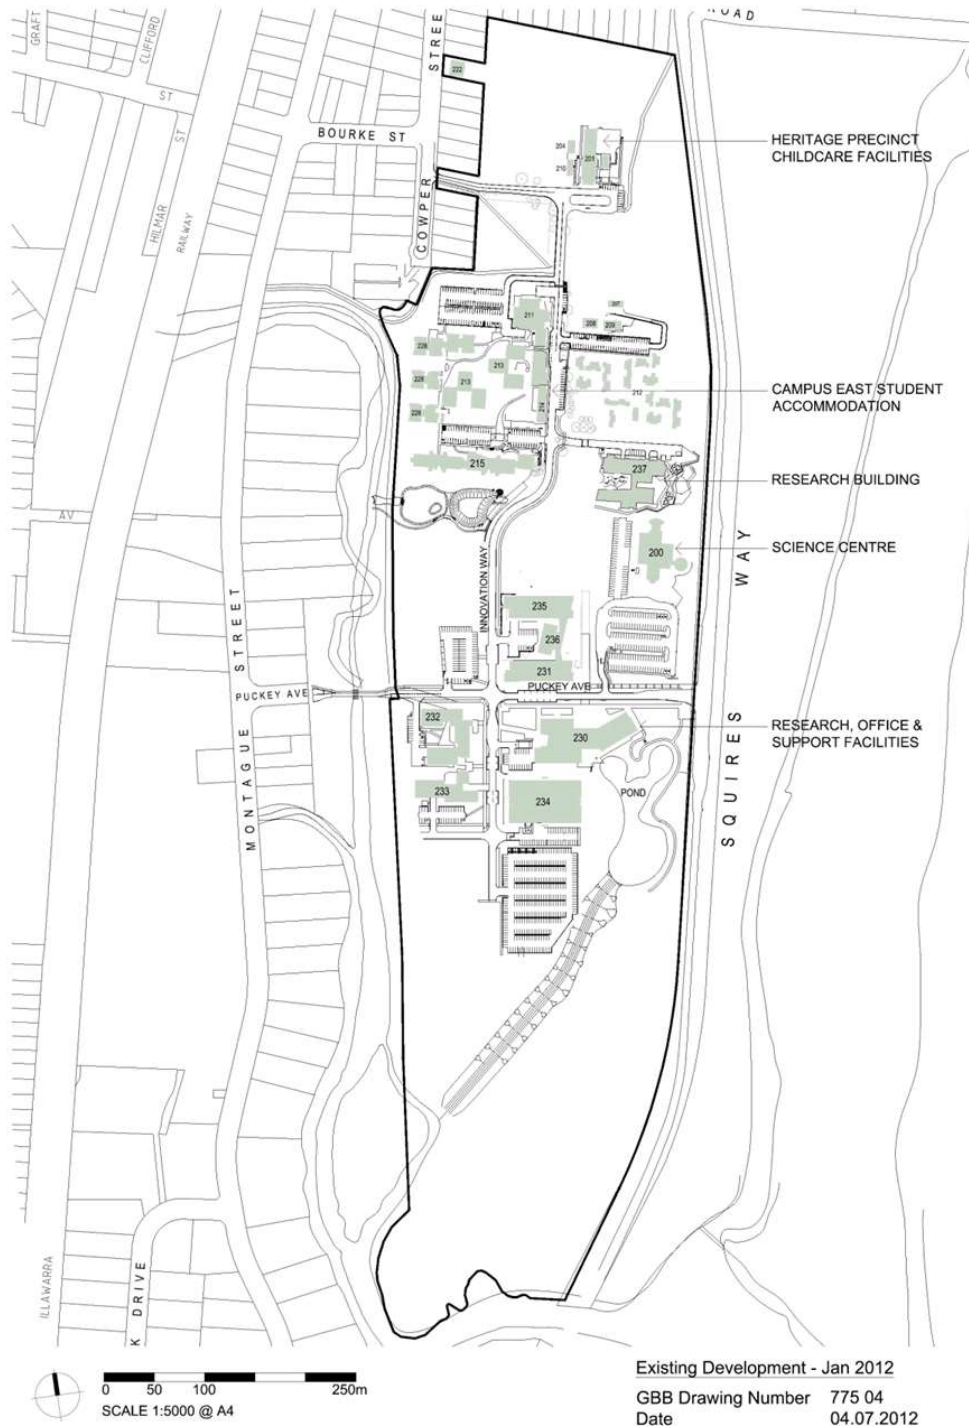 ROAD
GRAFT
CLIFFORD
STREE
222
ST
ST
BOURKE ST
HERITAGE PRECINCT
CHILDCARE FACILITIES
204
201
210
COWPER
HILMAR
RAILWAY
207
211
208
209
228
213
213
212
214
CAMPUS EAST STUDENT
ACCOMMODATION
215
237
RESEARCH BUILDING
AV
200
SCIENCE CENTRE
INNOVATION WAY
235
236
231
PUCKEY AVE
PUCKEY AVE
MONTAGUE STREET
SQUIRES WAY
232
230
RESEARCH, OFFICE &
SUPPORT FACILITIES
233
234
POND
ILLAWARRA
K DRIVE
0 50 100 250m
SCALE 1:5000 @ A4
Existing Development - Jan 2012
GBB Drawing Number 775 04
Date 04.07.2012